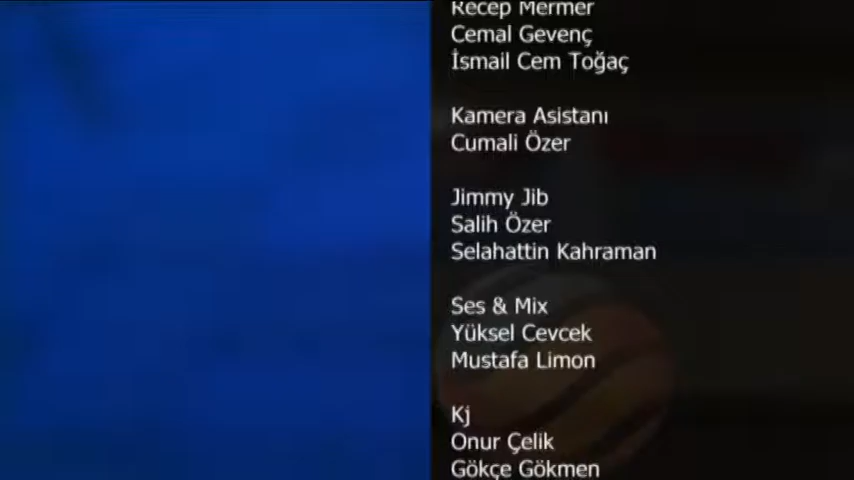 Recep Mermer
Cemal Gevenç
İsmail Cem Toğaç
Kamera Asistanı
Cumali Özer
Jimmy Jib
Salih Özer
Selahattin Kahraman
Ses & Mix
Yüksel Cevcek
Mustafa Limon
Kj
Onur Çelik
Gökçe Gökmen